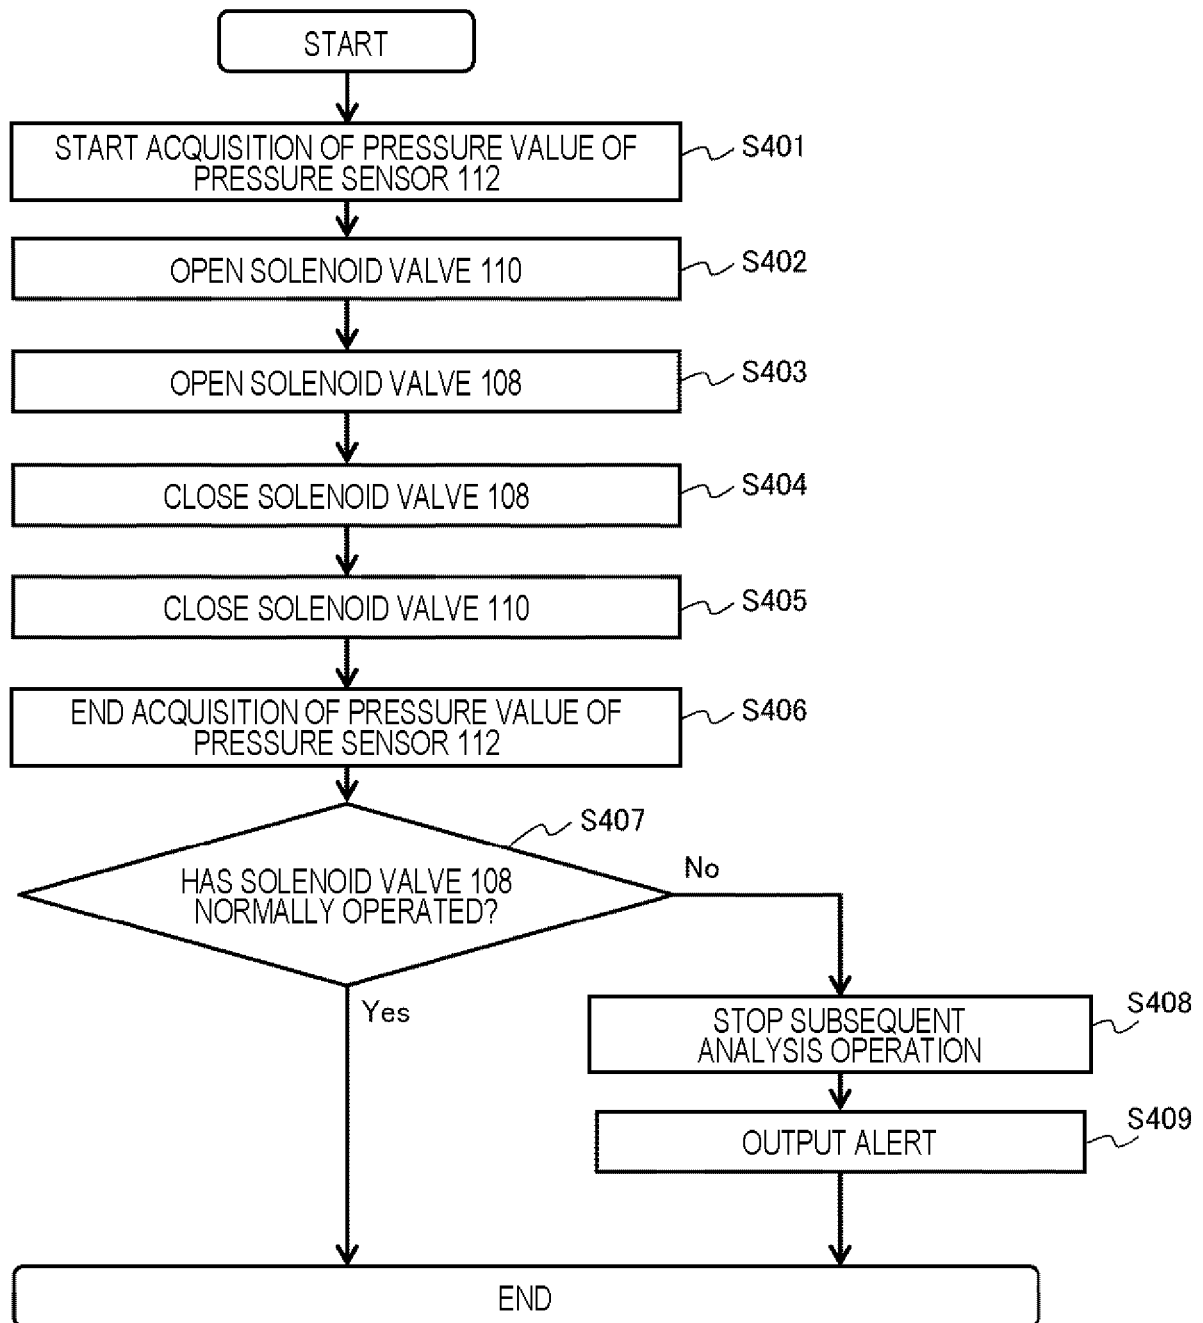 START
START ACQUISITION OF PRESSURE VALUE OF
PRESSURE SENSOR 112
S401
OPEN SOLENOID VALVE 110
S402
OPEN SOLENOID VALVE 108
S403
CLOSE SOLENOID VALVE 108
S404
CLOSE SOLENOID VALVE 110
S405
END ACQUISITION OF PRESSURE VALUE OF
PRESSURE SENSOR 112
S406
HAS SOLENOID VALVE 108
NORMALLY OPERATED?
S407
No
Yes
STOP SUBSEQUENT
ANALYSIS OPERATION
S408
OUTPUT ALERT
S409
END